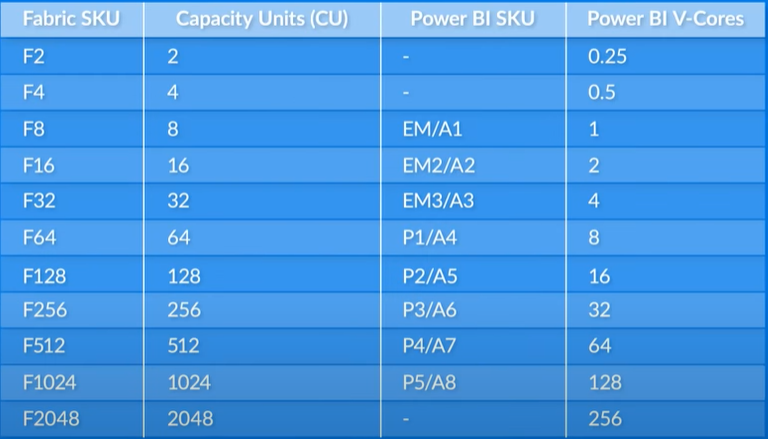 Fabric SKU Capacity Units (CU) Power BI SKU Power BI V-Cores
F2 2 - 0.25
F4 4 - 0.5
F8 8 EM/A1 1
F16 16 EM2/A2 2
F32 32 EM3/A3 4
F64 64 P1/A4 8
F128 128 P2/A5 16
F256 256 P3/A6 32
F512 512 P4/A7 64
F1024 1024 P5/A8 128
F2048 2048 - 256